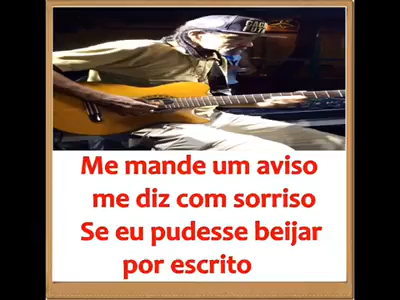 Me mande um aviso
me diz com sorriso
Se eu pudesse beijar
por escrito